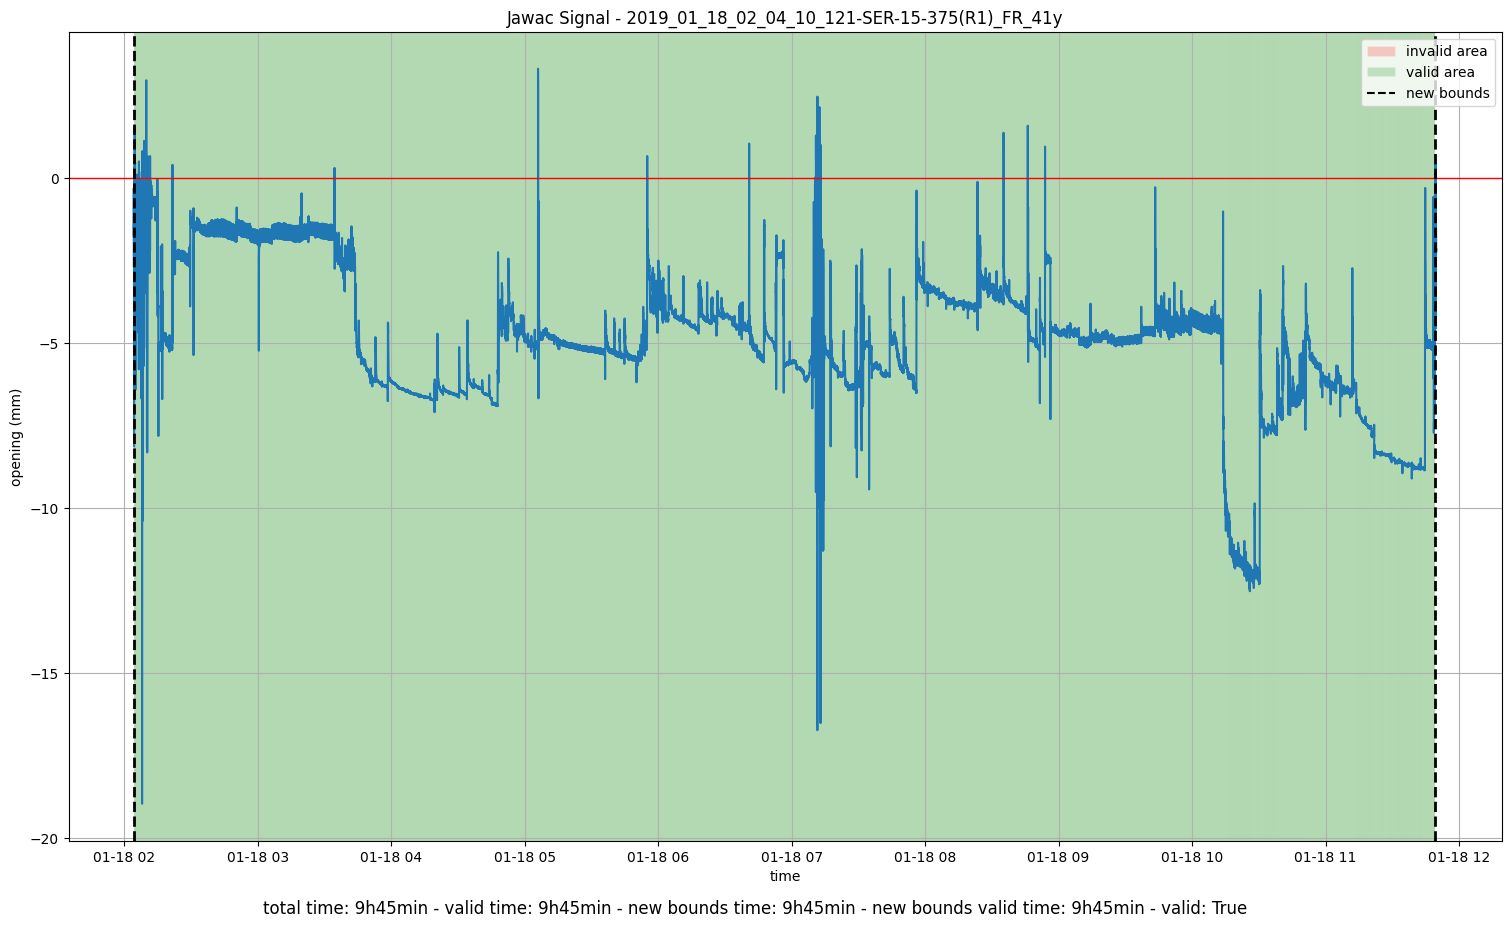 Jawac Signal - 2019_01_18_02_04_10_121-SER-15-375(R1)_FR_41y
invalid area
valid area
new bounds
opening (mm)
0
−5
−10
−15
−20
01-18 02
01-18 03
01-18 04
01-18 05
01-18 06
01-18 07
01-18 08
01-18 09
01-18 10
01-18 11
01-18 12
time
total time: 9h45min - valid time: 9h45min - new bounds time: 9h45min - new bounds valid time: 9h45min - valid: True